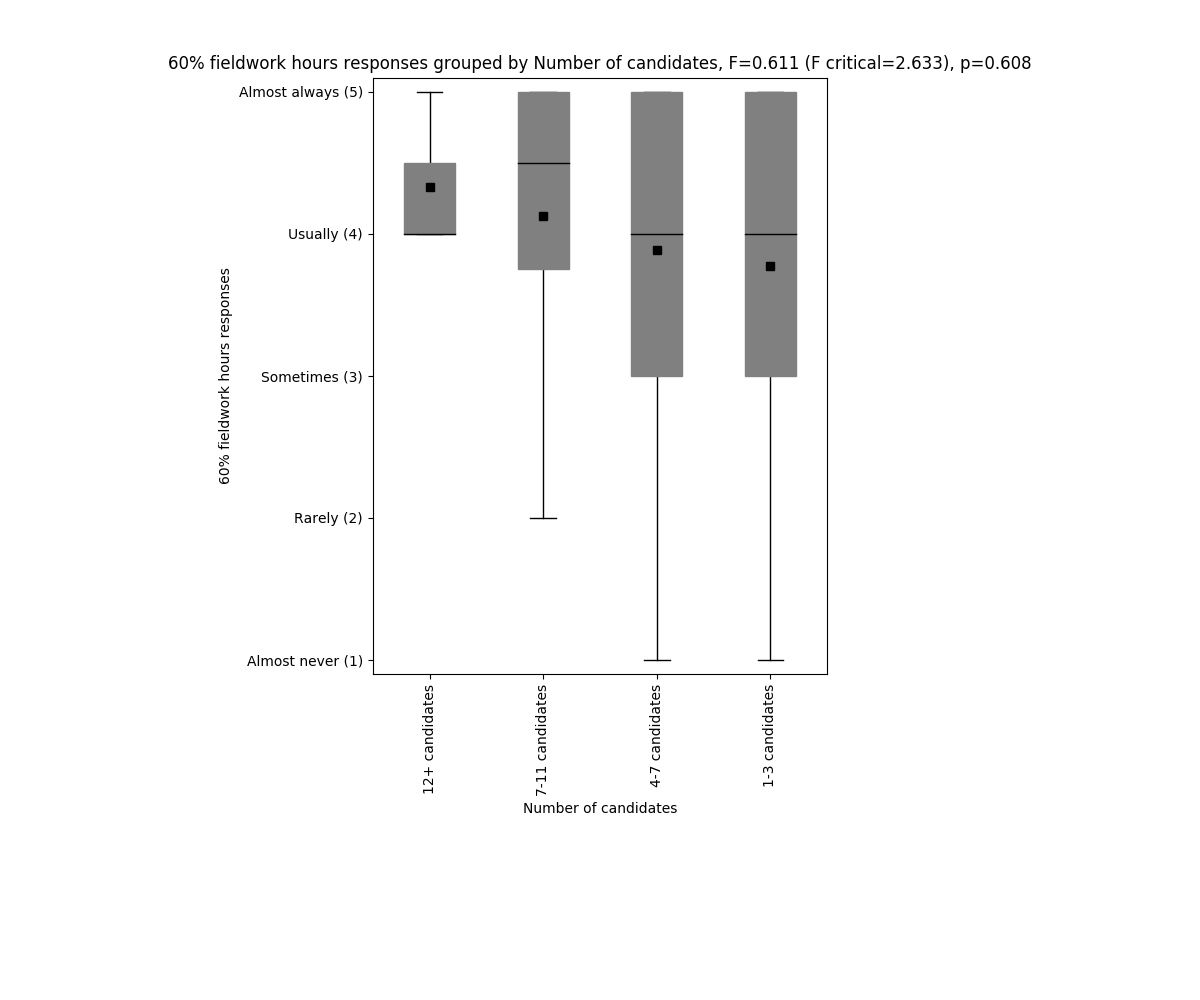 60% fieldwork hours responses grouped by Number of candidates, F=0.611 (F critical=2.633), p=0.608
Almost always (5)
Usually (4)
Sometimes (3)
Rarely (2)
Almost never (1)
60% fieldwork hours responses
12+ candidates
7-11 candidates
4-7 candidates
1-3 candidates
Number of candidates